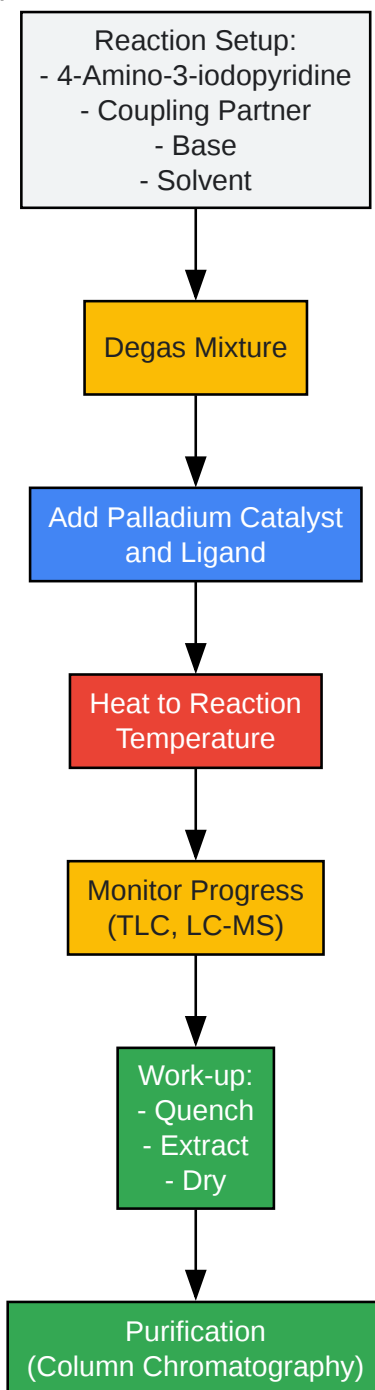 Reaction Setup:
- 4-Amino-3-iodopyridine
- Coupling Partner
- Base
- Solvent
Degas Mixture
Add Palladium Catalyst
and Ligand
Heat to Reaction
Temperature
Monitor Progress
(TLC, LC-MS)
Work-up:
- Quench
- Extract
- Dry
Purification
(Column Chromatography)